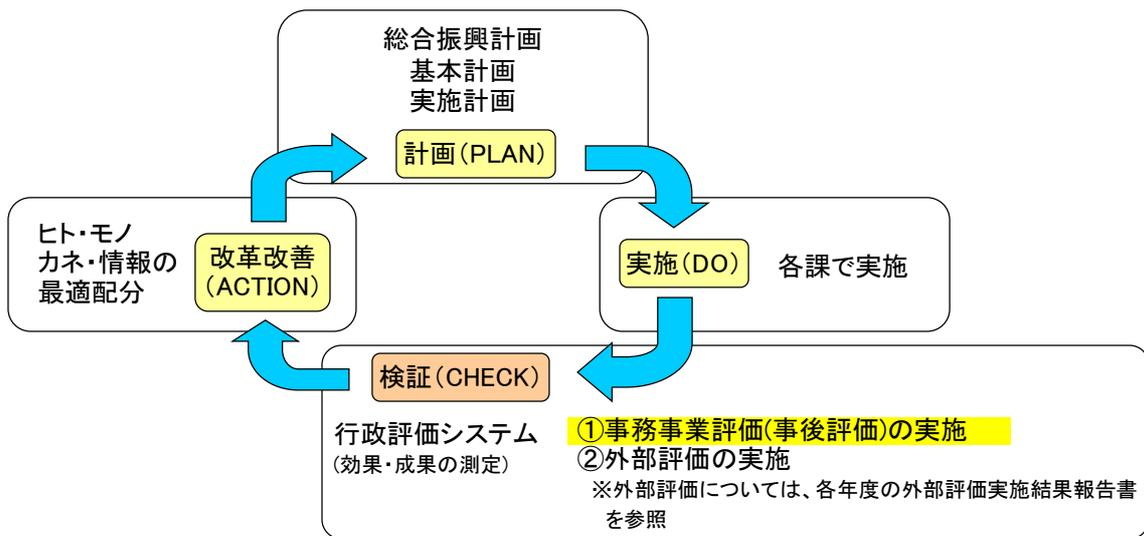 総合振興計画
基本計画
実施計画
計画(PLAN)
ヒト・モノ
カネ・情報の
最適配分
改革改善
(ACTION)
実施(DO)
各課で実施
検証(CHECK)
行政評価システム
(効果・成果の測定)
①事務事業評価(事後評価)の実施
②外部評価の実施
※外部評価については、各年度の外部評価実施結果報告書
を参照